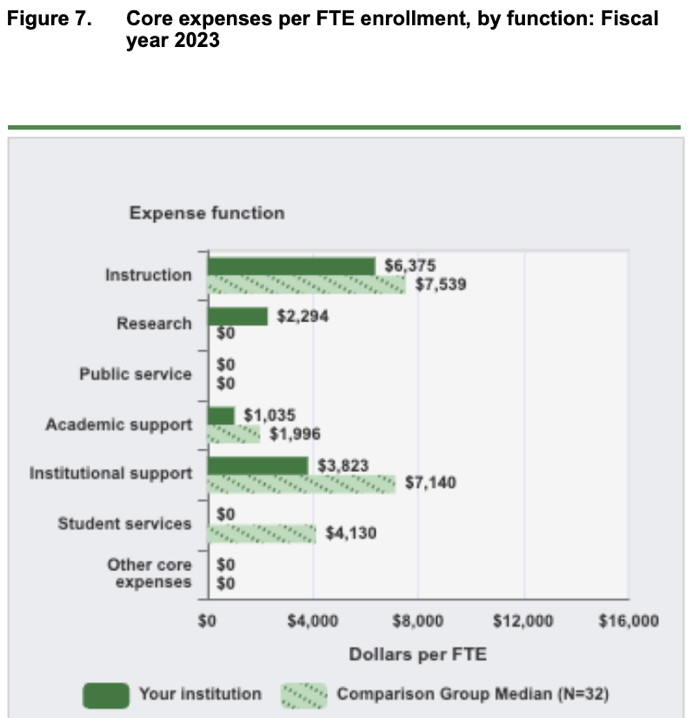 Figure 7. Core expenses per FTE enrollment, by function: Fiscal
year 2023
Expense function
Instruction
$6,375
$7,539
Research
$2,294
$0
Public service
$0
$0
Academic support
$1,035
$1,996
Institutional support
$3,823
$7,140
Student services
$0
$4,130
Other core
expenses
$0
$0
$0 $4,000 $8,000 $12,000 $16,000
Dollars per FTE
Your institution Comparison Group Median (N=32)